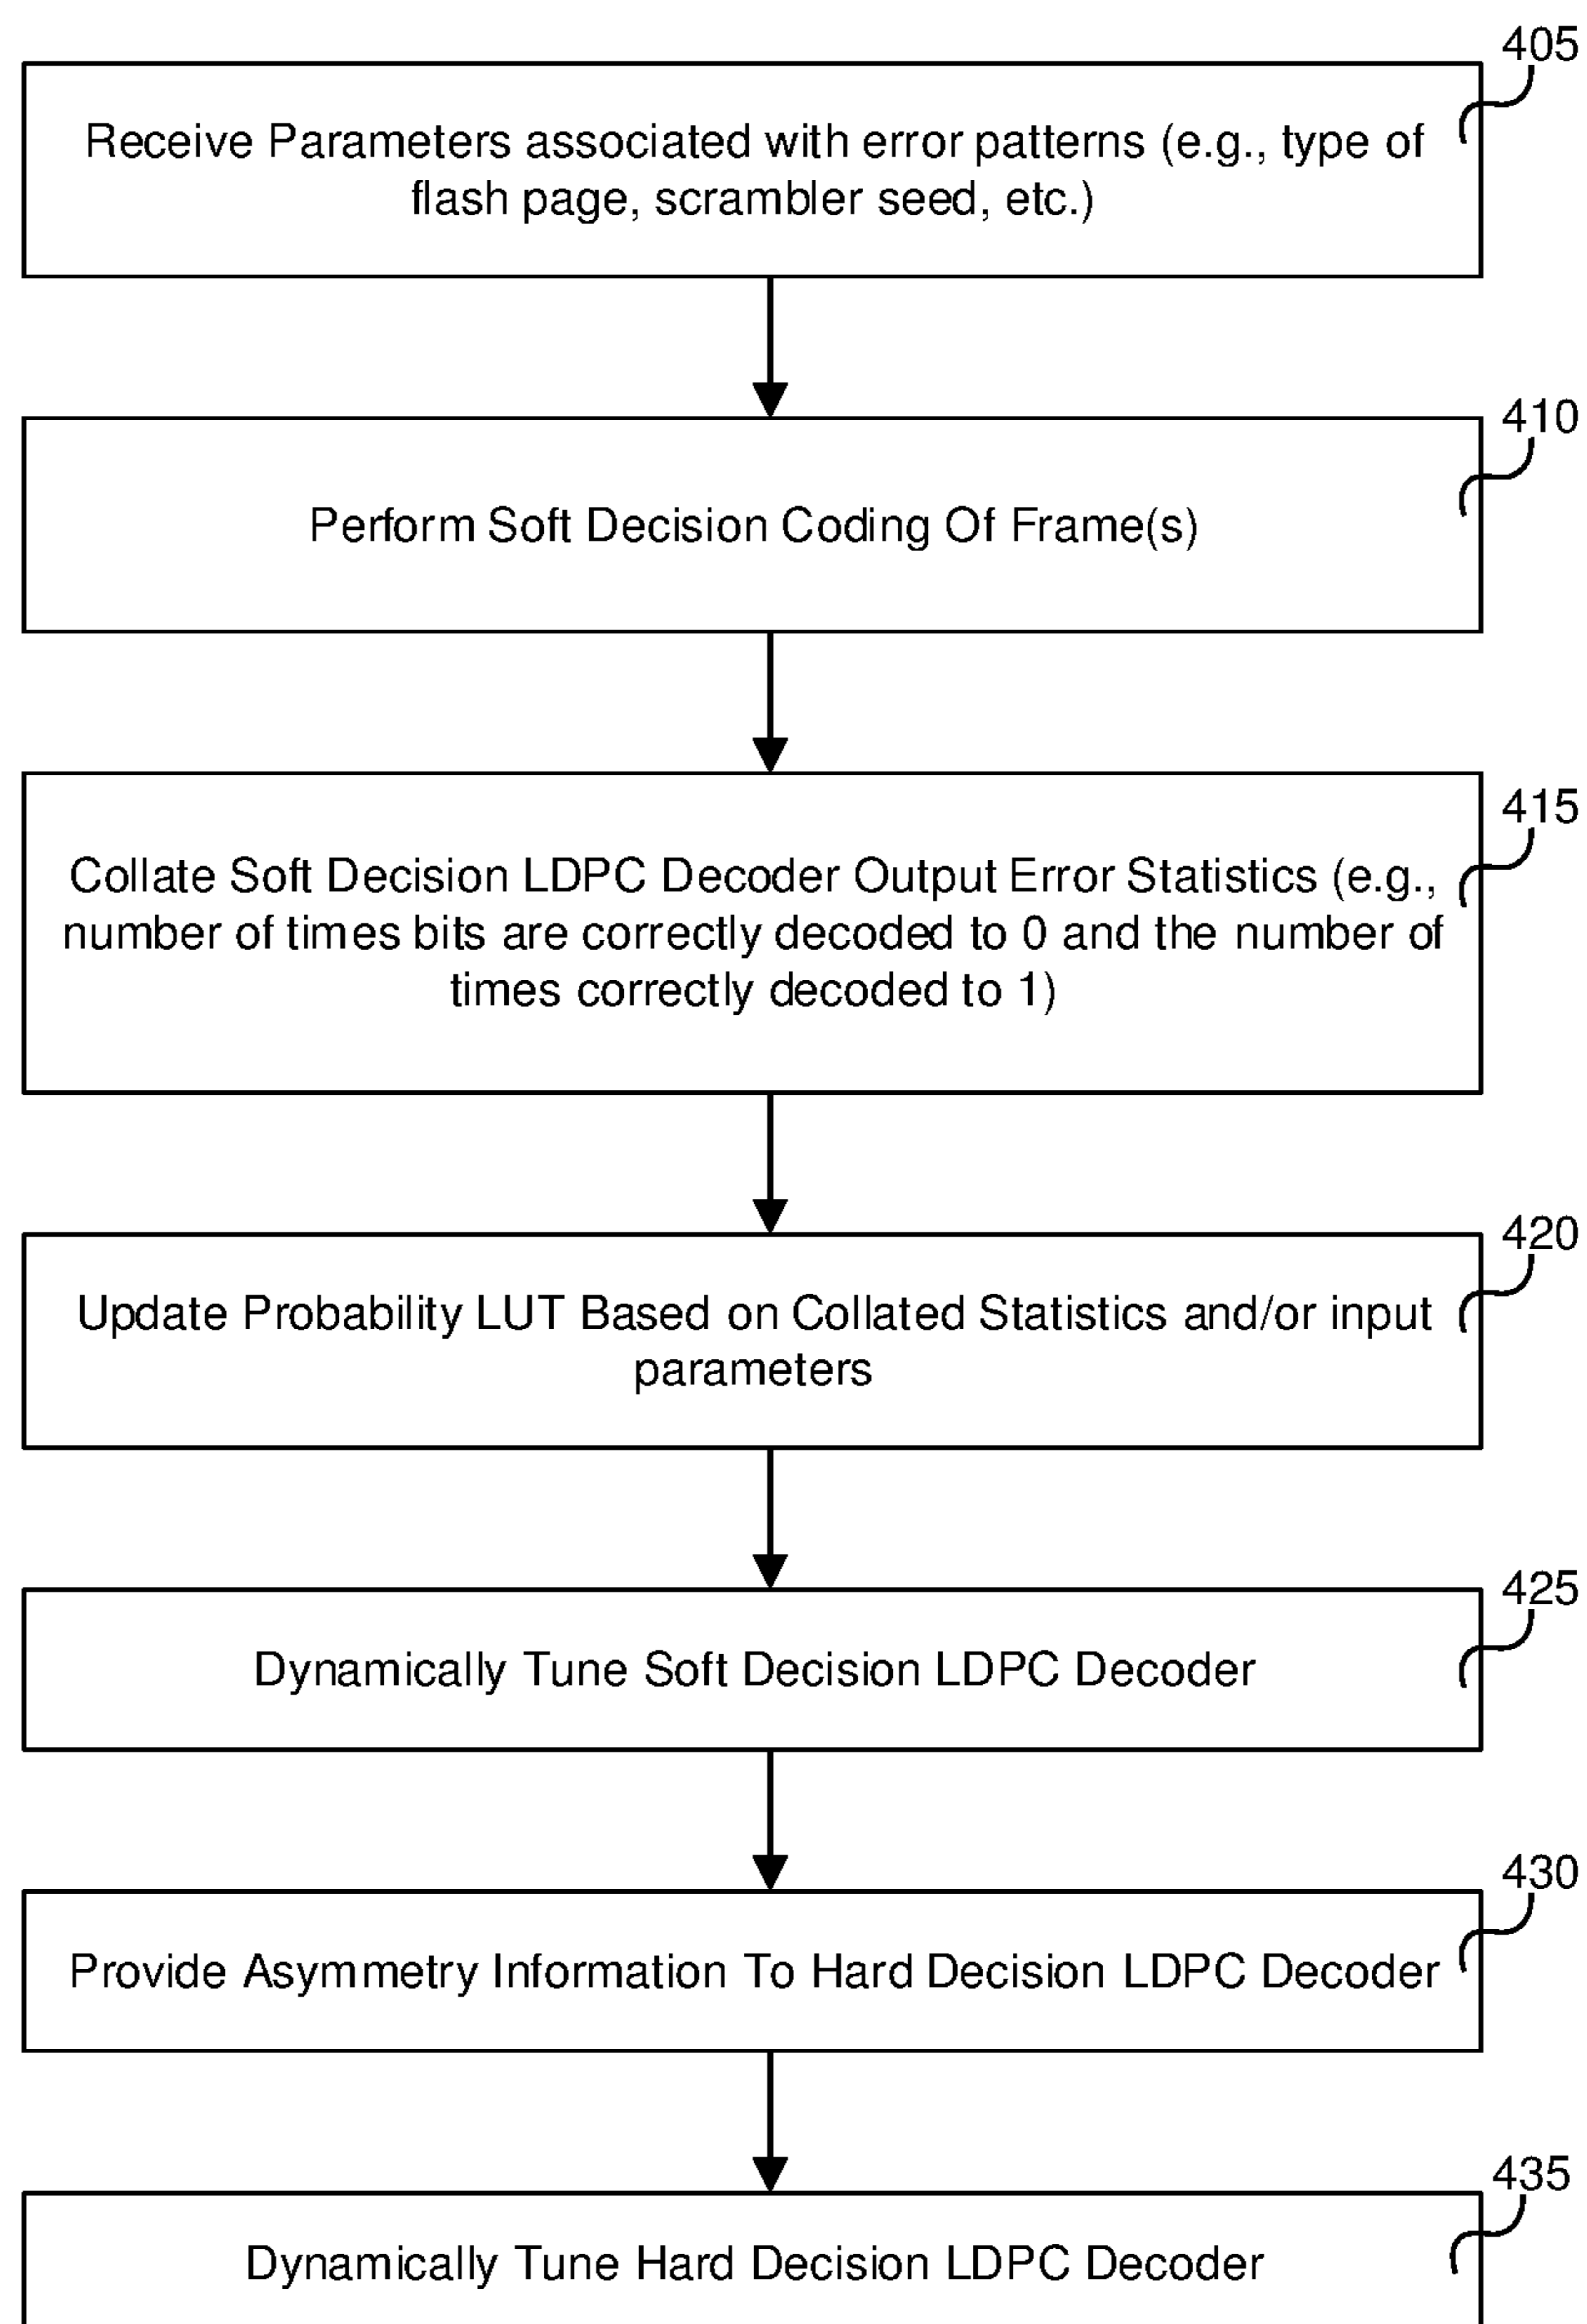 405
Receive Parameters associated with error patterns (e.g., type of
flash page, scrambler seed, etc.)
410
Perform Soft Decision Coding Of Frame(s)
415
Collate Soft Decision LDPC Decoder Output Error Statistics (e.g.,
number of times bits are correctly decoded to 0 and the number of
times correctly decoded to 1)
420
Update Probability LUT Based on Collated Statistics and/or input
parameters
425
Dynamically Tune Soft Decision LDPC Decoder
430
Provide Asymmetry Information To Hard Decision LDPC Decoder
435
Dynamically Tune Hard Decision LDPC Decoder